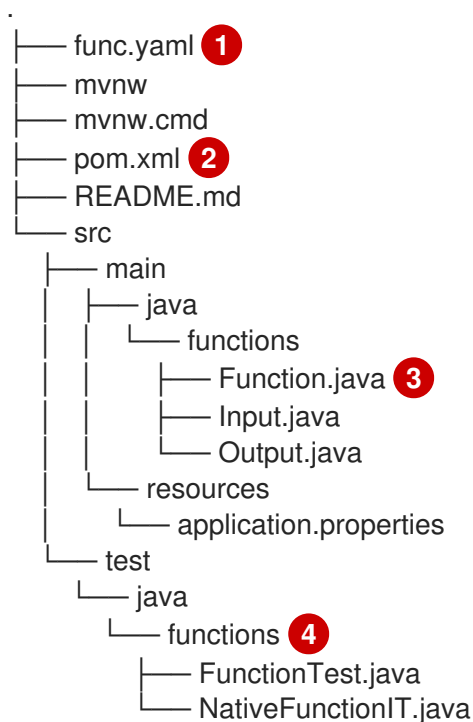 .
├── func.yaml 1
├── mvnw
├── mvnw.cmd
├── pom.xml 2
├── README.md
└── src
    ├── main
    │   ├── java
    │   │   └── functions
    │   │       ├── Function.java 3
    │   │       ├── Input.java
    │   │       └── Output.java
    │   └── resources
    │       └── application.properties
    └── test
        └── java
            └── functions 4
                ├── FunctionTest.java
                └── NativeFunctionIT.java